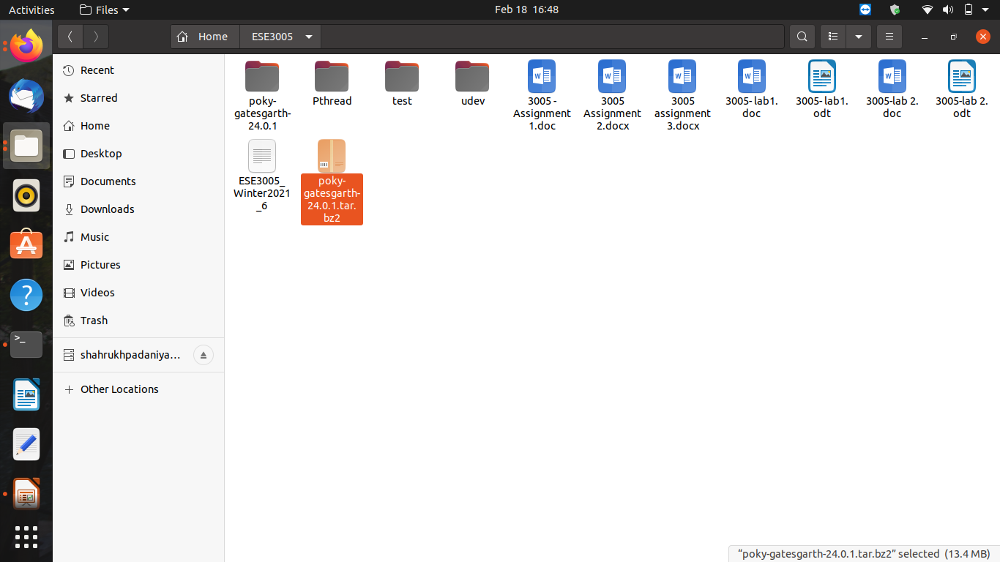 Activities
Files
Feb 18 16:48
Home
ESE3005
Recent
Starred
Home
Desktop
Documents
Downloads
Music
Pictures
Videos
Trash
shahrukhpadaniya…
Other Locations
poky-
gatesgarth-
24.0.1
Pthread
test
udev
3005 -
Assignment
1.doc
3005
Assignment
2.docx
3005
assignment
3.docx
3005- lab1.
doc
3005- lab1.
odt
3005-lab 2.
doc
3005-lab 2.
odt
ESE3005_
Winter2021
_6
poky-
gatesgarth-
24.0.1.tar.
bz2
“poky-gatesgarth-24.0.1.tar.bz2” selected (13.4 MB)